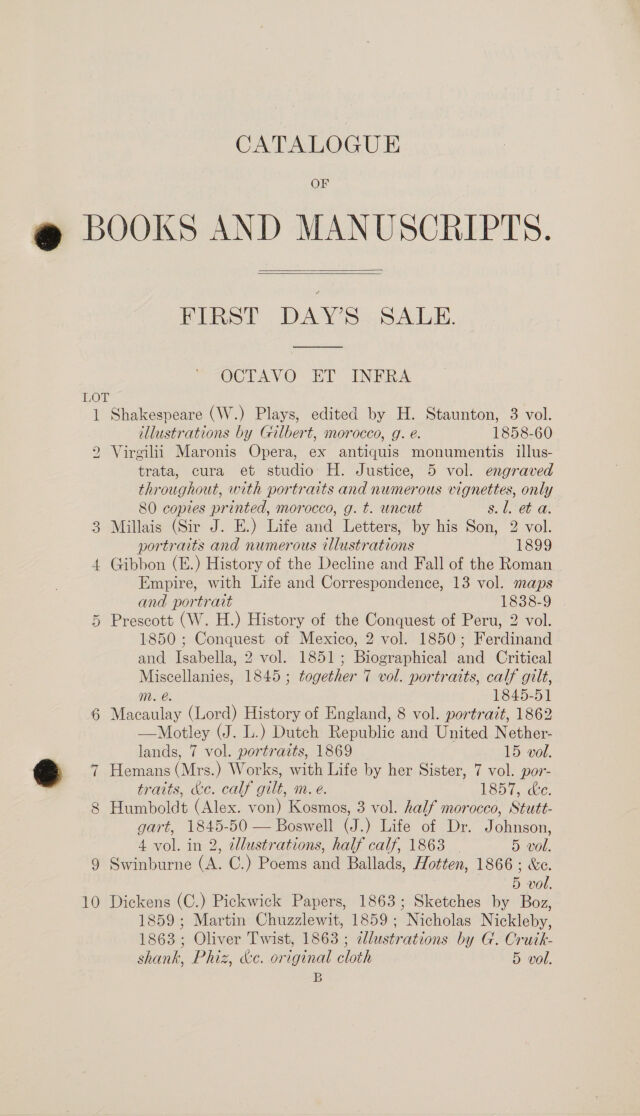 CATALOGUE
OF
BOOKS AND MANUSCRIPTS.
FIRST DAY'S SALE.
OCTAVO ET INFRA
LOT
1 Shakespeare (W.) Plays, edited by H. Staunton, 3 vol.
illustrations by Gilbert, morocco, g. e. 1858-60
2 Virgilii Maronis Opera, ex antiquis monumentis illus-
trata, cura et studio H. Justice, 5 vol. engraved
throughout, with portraits and numerous vignettes, only
80 copies printed, morocco, g. t. uncut s. l. et a.
3 Millais (Sir J. E.) Life and Letters, by his Son, 2 vol.
portraits and numerous illustrations 1899
4 Gibbon (E.) History of the Decline and Fall of the Roman
Empire, with Life and Correspondence, 13 vol. maps
and portrait 1838-9
5 Prescott (W. H.) History of the Conquest of Peru, 2 vol.
1850 ; Conquest of Mexico, 2 vol. 1850 ; Ferdinand
and Isabella, 2 vol. 1851 ; Biographical and Critical
Miscellanies, 1845 ; together 7 vol. portraits, calf gilt,
m. e. 1845-51
6 Macaulay (Lord) History of England, 8 vol. portrait, 1862
—Motley (J. L.) Dutch Republic and United Nether-
lands, 7 vol. portraits, 1869 15 vol.
7 Hemans (Mrs.) Works, with Life by her Sister, 7 vol. por-
traits, &c. calf gilt, m. e. 1857, &c.
8 Humboldt (Alex. von) Kosmos, 3 vol. half morocco, Stutt-
gart, 1845-50 — Boswell (J.) Life of Dr. Johnson,
4 vol. in 2, illustrations, half calf, 1863 5 vol.
9 Swinburne (A. C.) Poems and Ballads, Hotten, 1866 ; &c.
5 vol.
10 Dickens (C.) Pickwick Papers, 1863 ; Sketches by Boz,
1859 ; Martin Chuzzlewit, 1859 ; Nicholas Nickleby,
1863 ; Oliver Twist, 1863 ; illustrations by G. Cruik-
shank, Phiz, &c. original cloth 5 vol.
B